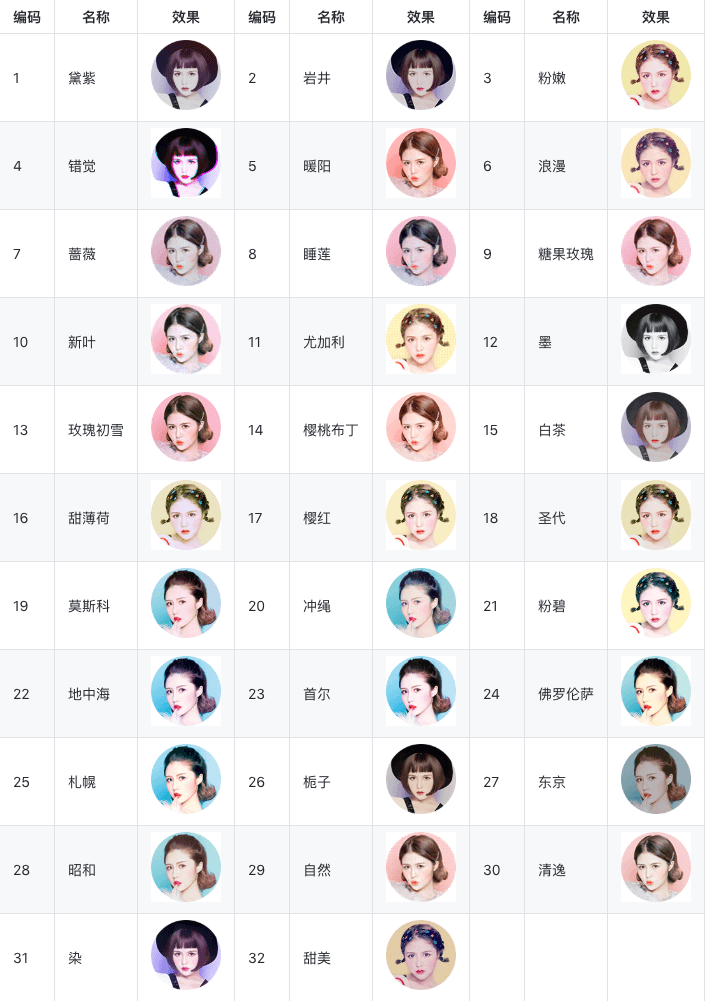 编码 名称 效果 编码 名称 效果 编码 名称 效果
1 黛紫 2 岩井 3 粉嫩
4 错觉 5 暖阳 6 浪漫
7 蔷薇 8 睡莲 9 糖果玫瑰
10 新叶 11 尤加利 12 墨
13 玫瑰初雪 14 樱桃布丁 15 白茶
16 甜薄荷 17 樱红 18 圣代
19 莫斯科 20 冲绳 21 粉碧
22 地中海 23 首尔 24 佛罗伦萨
25 札幌 26 栀子 27 东京
28 昭和 29 自然 30 清逸
31 染 32 甜美